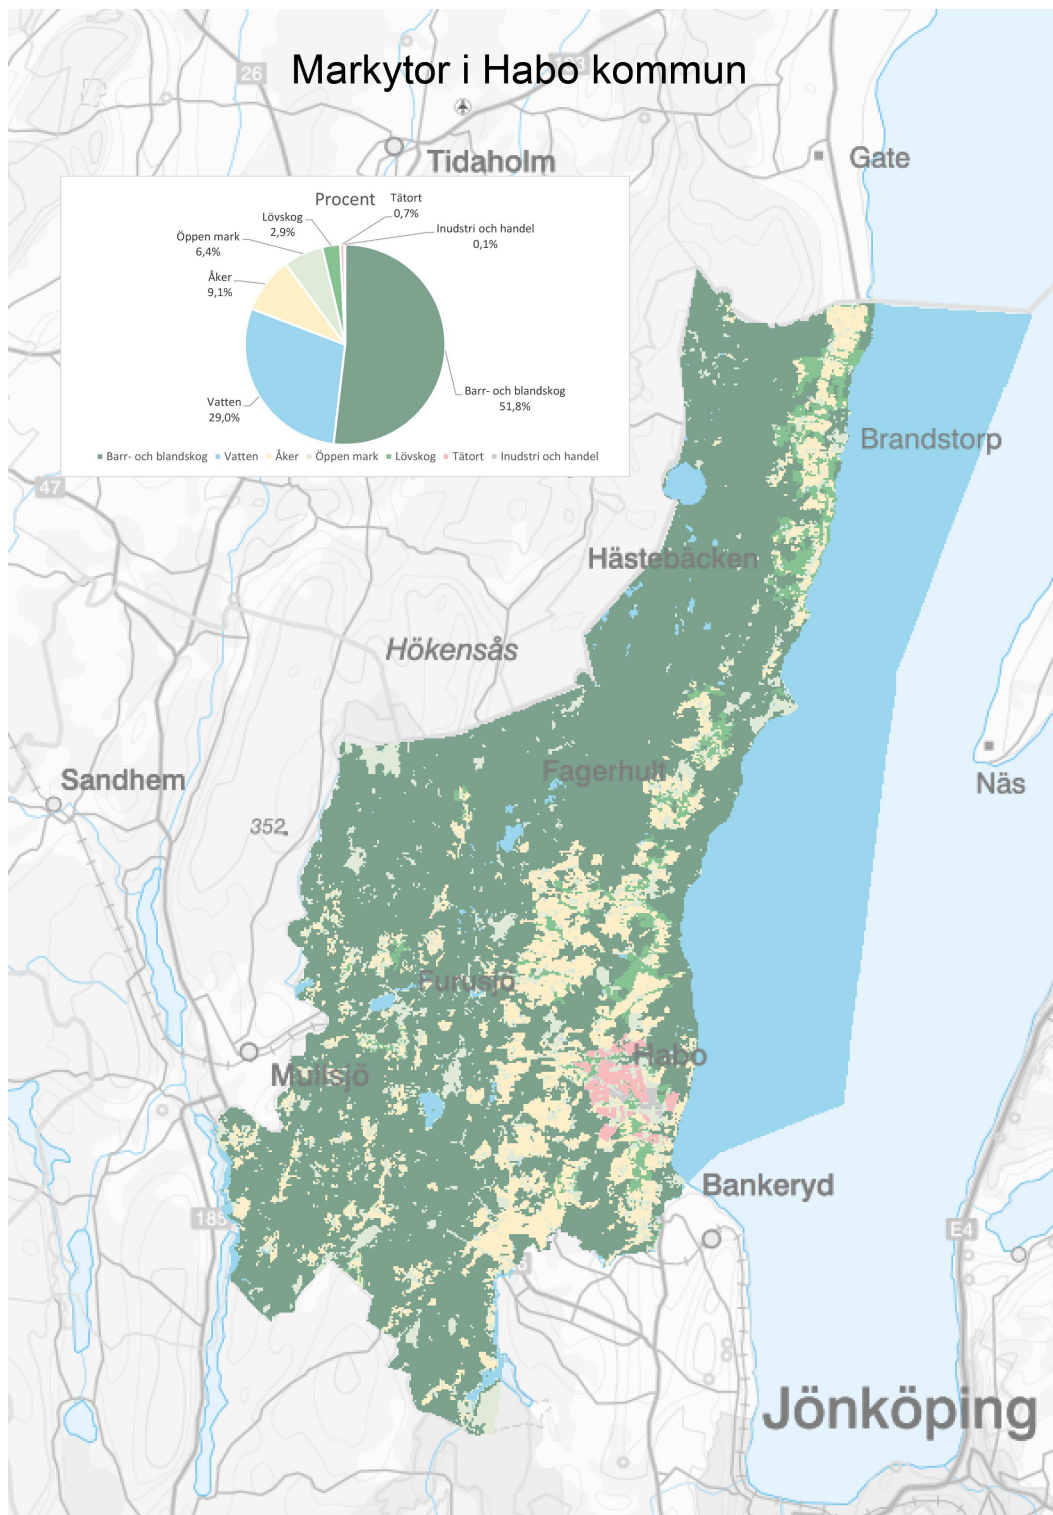 Markytor i Habo kommun
26
193
Tidaholm
Gate
Procent
Tätort
0,7%
Lövskog
2,9%
Inudstri och handel
0,1%
Öppen mark
6,4%
Åker
9,1%
Barr- och blandskog
51,8%
Vatten
29,0%
Barr- och blandskog Vatten Åker Öppen mark Lövskog Tätort Inudstri och handel
Brandstorp
47
Hästebäcken
Hökensås
Fagerhult
Sandhem
Näs
352
Furusjö
Habo
Mullsjö
Bankeryd
185
E4
Jönköping